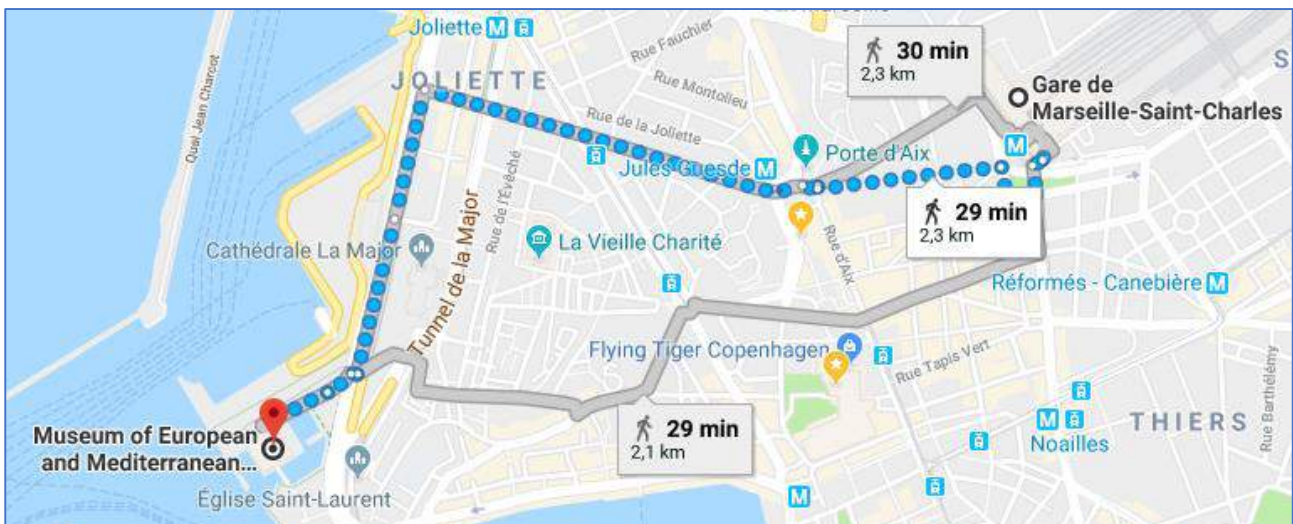 Joliette
Rue Fauchier
30 min
2,3 km
Gare de
Marseille-Saint-Charles
S
JOLIETTE
Rue Montolieu
Quai Jean Charcot
Rue de la Joliette
Jules Guesde
Porte d'Aix
29 min
2,3 km
Rue de l'Évêché
Cathédrale La Major
Tunnel de la Major
La Vieille Charité
Rue d'Aix
Réformés - Canebière
Flying Tiger Copenhagen
Rue Tapis Vert
Rue Barthélémy
THIERS
Noailles
29 min
2,1 km
Museum of European
and Mediterranean...
Église Saint-Laurent